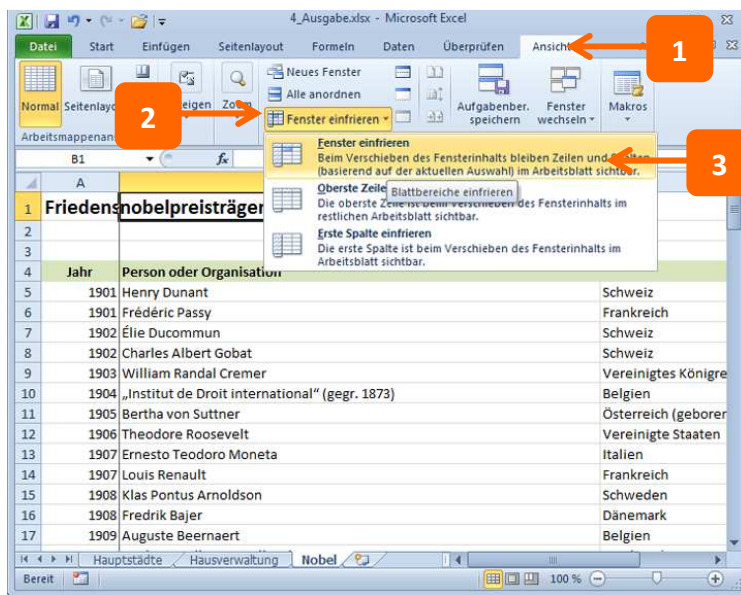 4_Ausgabe.xlsx - Microsoft Excel
Datei Start Einfügen Seitenlayout Formeln Daten Überprüfen Ansicht
1
Neues Fenster
Alle anordnen
Fenster einfrieren
Normal
Aufgabenber. speichern
Fenster wechseln
Makros
2
Fenster einfrieren
Beim Verschieben des Fensterinhalts bleiben Zeilen und Spalten
(basierend auf der aktuellen Auswahl) im Arbeitsblatt sichtbar.
3
Oberste Zeile
Blattbereiche einfrieren
Die oberste Zeile ist beim Verschieben des Fensterinhalts im
restlichen Arbeitsblatt sichtbar.
Erste Spalte einfrieren
Die erste Spalte ist beim Verschieben des Fensterinhalts im
Arbeitsblatt sichtbar.
B1 fx
A
1 Friedensnobelpreisträger
2
3
4 Jahr Person oder Organisation
5 1901 Henry Dunant Schweiz
6 1901 Frédéric Passy Frankreich
7 1902 Élie Ducommun Schweiz
8 1902 Charles Albert Gobat Schweiz
9 1903 William Randal Cremer Vereinigtes Königre
10 1904 „Institut de Droit international“ (gegr. 1873) Belgien
11 1905 Bertha von Suttner Österreich (geborer
12 1906 Theodore Roosevelt Vereinigte Staaten
13 1907 Ernesto Teodoro Moneta Italien
14 1907 Louis Renault Frankreich
15 1908 Klas Pontus Arnoldson Schweden
16 1908 Fredrik Bajer Dänemark
17 1909 Auguste Beernaert Belgien
Hauptstädte Hausverwaltung Nobel
Bereit 100 %